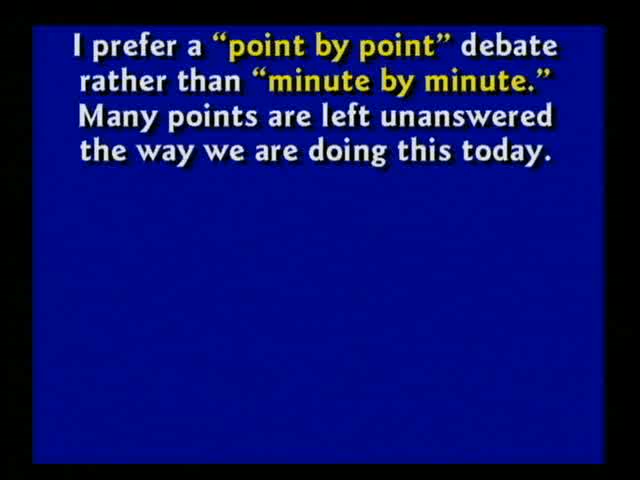 I prefer a “point by point” debate
rather than “minute by minute.”
Many points are left unanswered
the way we are doing this today.